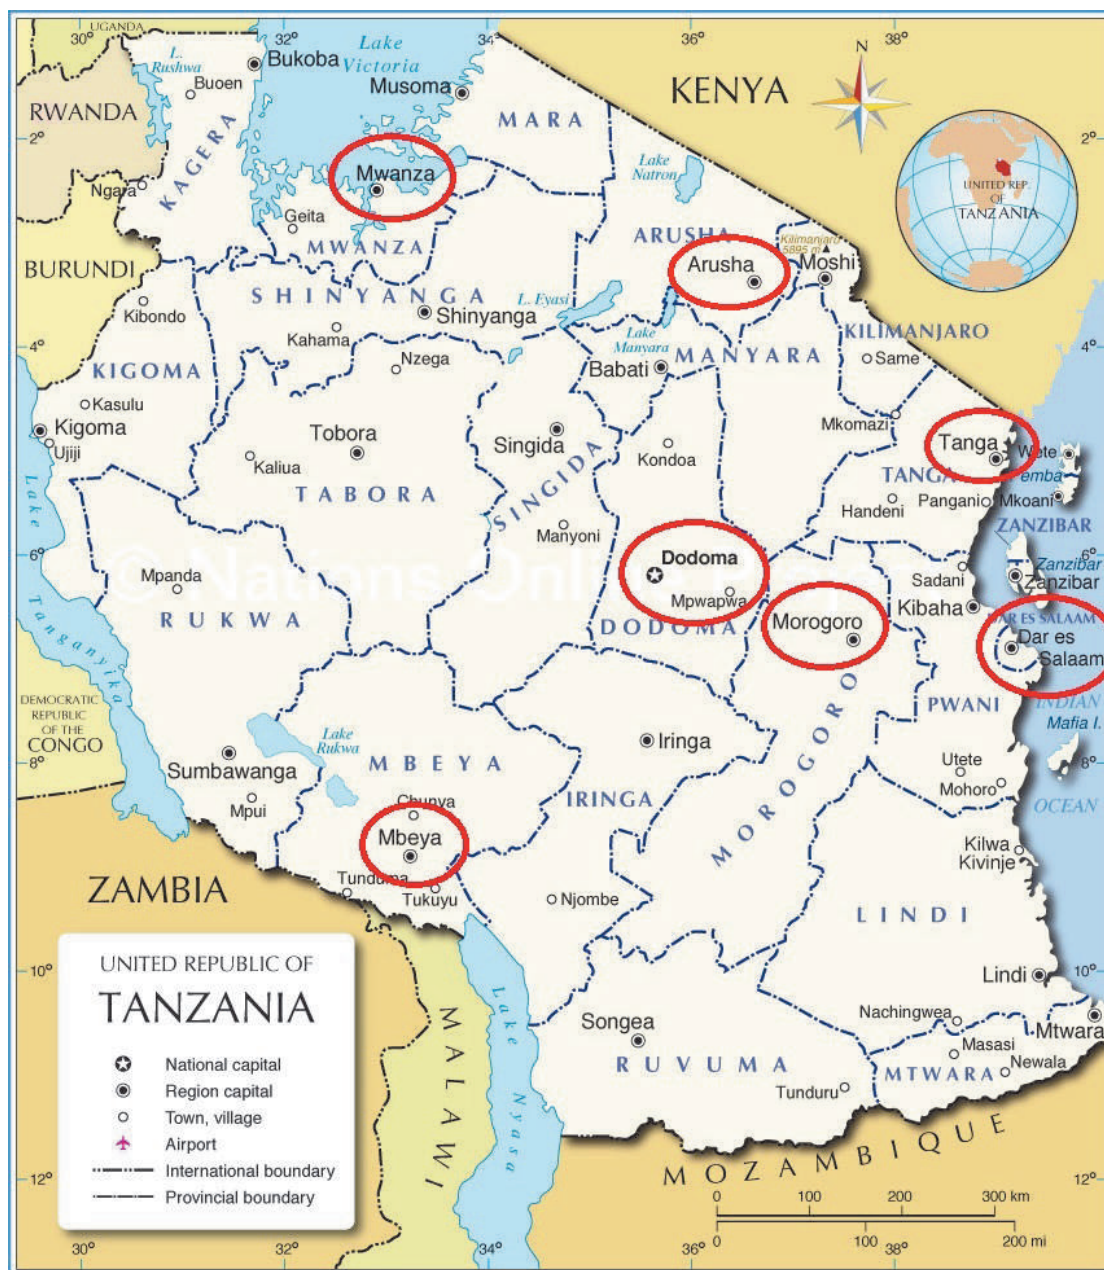 UGANDA
30°
32°
34°
36°
38°
Lake
Victoria
L.
Rushwa
Bukoba
Buoen
Musoma
KENYA
N
RWANDA
MARA
2°
2°
KAGERA
Mwanza
Lake
Natron
UNITED REP.
OF
TANZANIA
Ngara
Geita
MWANZA
ARUSHA
Kilimanjaro
5895 m
Arusha
Moshi
BURUNDI
SHINYANGA
L. Eyasi
Kibondo
Shinyanga
Kahama
Lake
Manyara
KILIMANJARO
4°
4°
Nzega
MANYARA
Same
KIGOMA
Babati
Kasulu
Kigoma
Ujiji
Tobora
Singida
Mkomazi
Tanga
Kaliua
Kondoa
Wete
Pemba
TABORA
SINGIDA
TANGA
Handeni
Panganio
Mkoani
Manyoni
ZANZIBAR
6°
6°
© Nations Online Project
Dodoma
Mpanda
Sadani
Zanzibar
Zanzibar
Mpwapwa
Kibaha
RUKWA
DODOMA
Morogoro
DAR ES SALAAM
Dar es
Salaam
Lake
Tanganyika
DEMOCRATIC
REPUBLIC
OF THE
CONGO
PWANI
INDIAN
OCEAN
Mafia I.
Lake
Rukwa
Iringa
MOROGORO
Sumbawanga
MBEYA
Utete
8°
8°
Mpui
Chunya
IRINGA
Mohoro
Mbeya
Kilwa
Kivinje
ZAMBIA
Tunduma
Tukuyu
Njombe
LINDI
UNITED REPUBLIC OF
TANZANIA
National capital
Region capital
Town, village
Airport
International boundary
Provincial boundary
10°
10°
Lindi
MALAWI
Lake
Nyasa
Songea
Nachingwea
Mtwara
RUVUMA
Masasi
Newala
MTWARA
Tunduru
MOZAMBIQUE
12°
12°
0 100 200 300 km
0 100 200 mi
30°
32°
34°
36°
38°